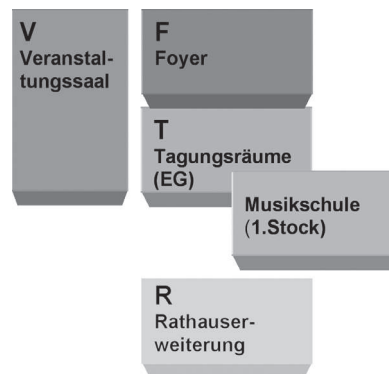 V
Veranstal-
tungssaal
F
Foyer
T
Tagungsräume
(EG)
Musikschule
(1.Stock)
R
Rathauser-
weiterung